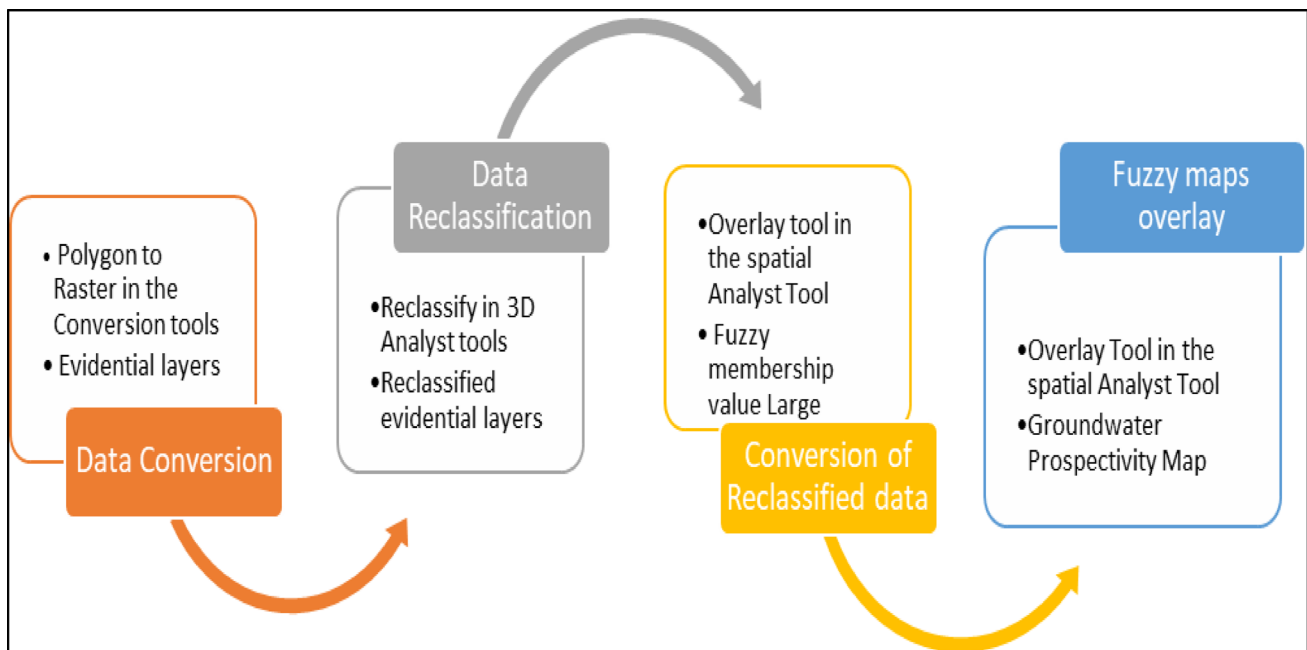 • Polygon to
Raster in the
Conversion tools
• Evidential layers
Data Conversion
Data
Reclassification
•Reclassify in 3D
Analyst tools
•Reclassified
evidential layers
•Overlay tool in
the spatial
Analyst Tool
• Fuzzy
membership
value Large
Conversion of
Reclassified data
Fuzzy maps
overlay
•Overlay Tool in the
spatial Analyst Tool
•Groundwater
Prospectivity Map